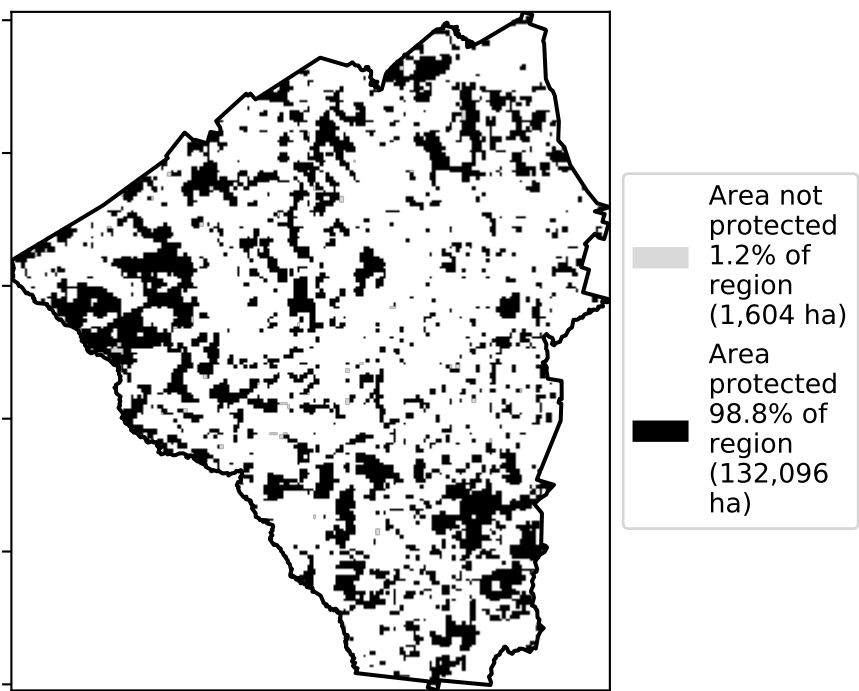 Area not
protected
1.2% of
region
(1,604 ha)
Area
protected
98.8% of
region
(132,096
ha)